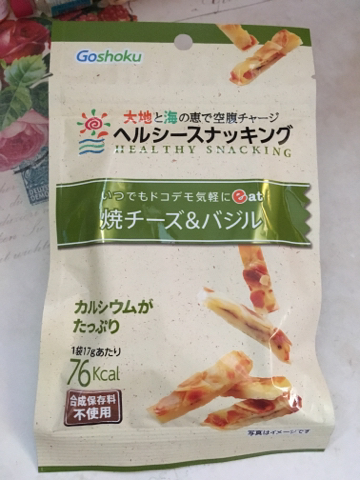 Goshoku
大地と海の恵で空腹チャージ
ヘルシースナッキング
HEALTHY SNACKING
いつでもドコデモ気軽にeat
焼チーズ&バジル
カルシウムが
たっぷり
1袋17gあたり
76Kcal
合成保存料
不使用
写真はイメージです